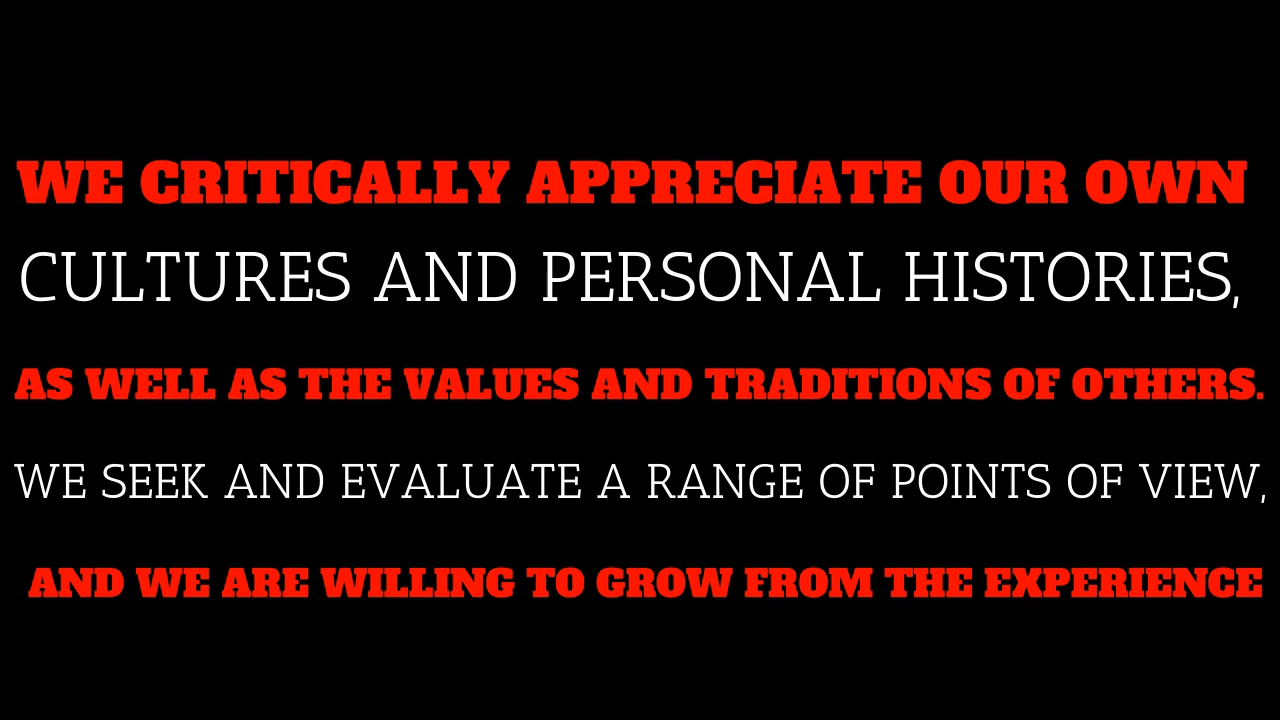 WE CRITICALLY APPRECIATE OUR OWN
CULTURES AND PERSONAL HISTORIES,
AS WELL AS THE VALUES AND TRADITIONS OF OTHERS.
WE SEEK AND EVALUATE A RANGE OF POINTS OF VIEW,
AND WE ARE WILLING TO GROW FROM THE EXPERIENCE